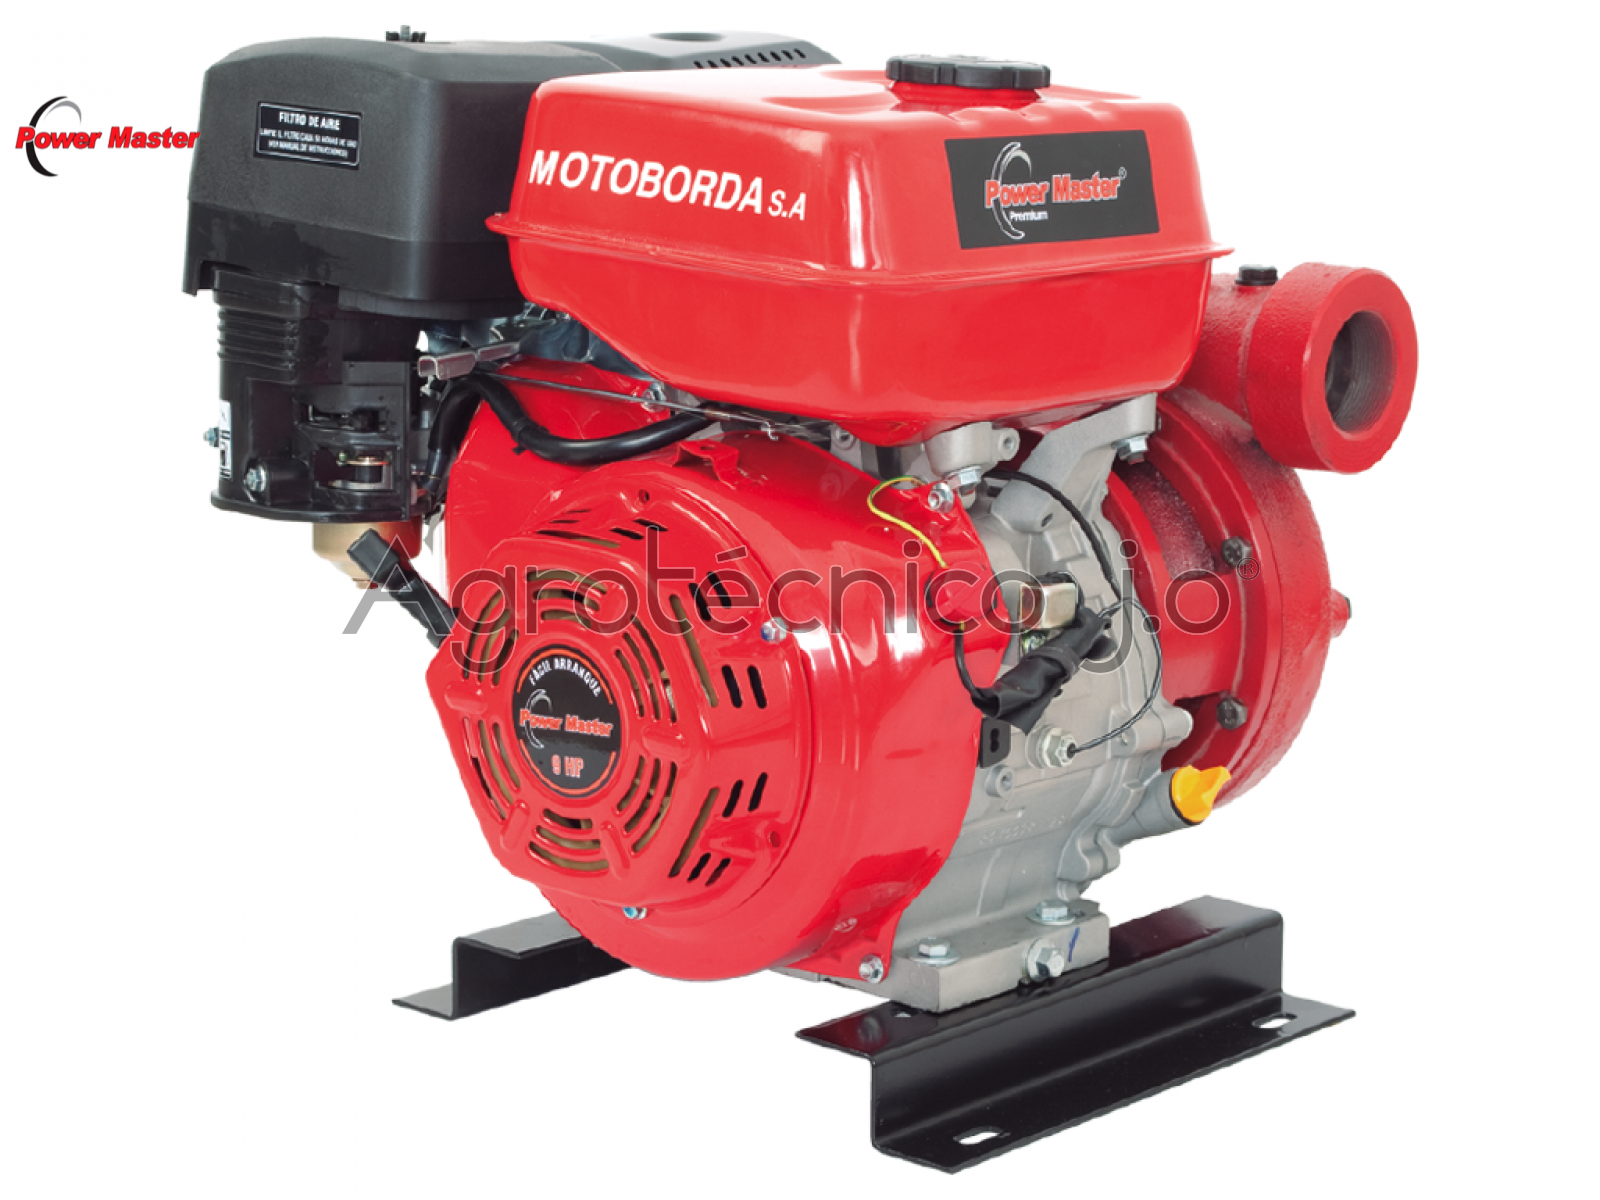 Power Master
FILTRO DE AIRE
LIMPIE EL FILTRO CADA 50 HORAS DE USO
(VER MANUAL DE INSTRUCCIONES)
MOTOBORDA S.A
Power Master®
Premium
Agrotécnico j.o®
FACIL ARRANQUE
Power Master
9 HP